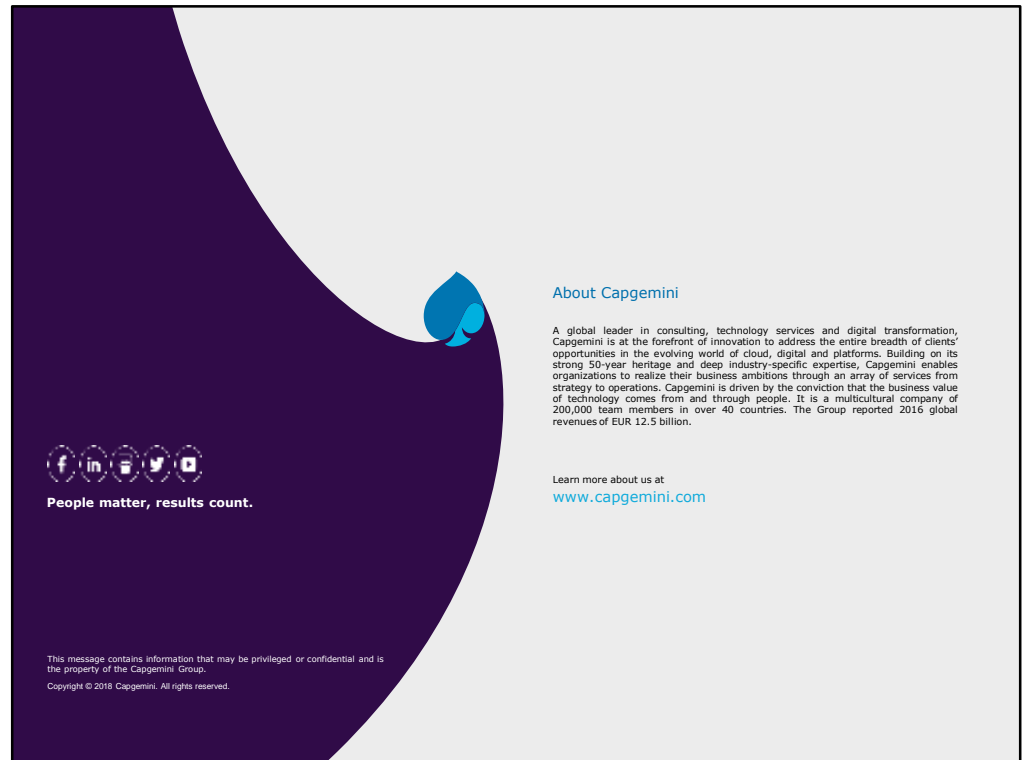 People matter, results count.
This message contains information that may be privileged or confidential and is
the property of the Capgemini Group.
Copyright © 2018 Capgemini. All rights reserved.
About Capgemini
A global leader in consulting, technology services and digital transformation,
Capgemini is at the forefront of innovation to address the entire breadth of clients’
opportunities in the evolving world of cloud, digital and platforms. Building on its
strong 50-year heritage and deep industry-specific expertise, Capgemini enables
organizations to realize their business ambitions through an array of services from
strategy to operations. Capgemini is driven by the conviction that the business value
of technology comes from and through people. It is a multicultural company of
200,000 team members in over 40 countries. The Group reported 2016 global
revenues of EUR 12.5 billion.
Learn more about us at
www.capgemini.com